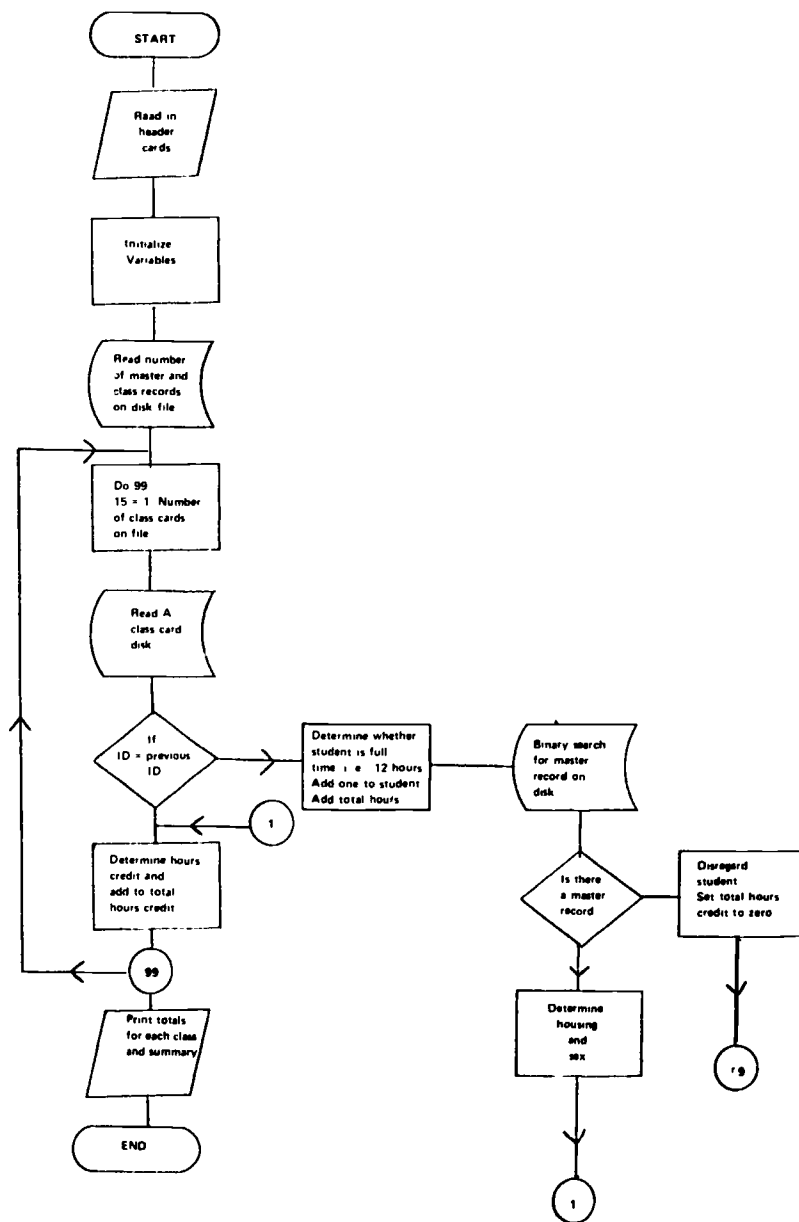 START
Read in
header
cards
Initialize
Variables
Read number
of master and
class records
on disk file
Do 99
15 = 1 Number
of class cards
on file
Read A
class card
disk
If
ID = previous
ID
Determine whether
student is full
time i e 12 hours
Add one to student
Add total hours
Binary search
for master
record on
disk
1
Determine hours
credit and
add to total
hours credit
Is there
a master
record
Disregard
student
Set total hours
credit to zero
99
Print totals
for each class
and summary
Determine
housing
and
sex
END
1